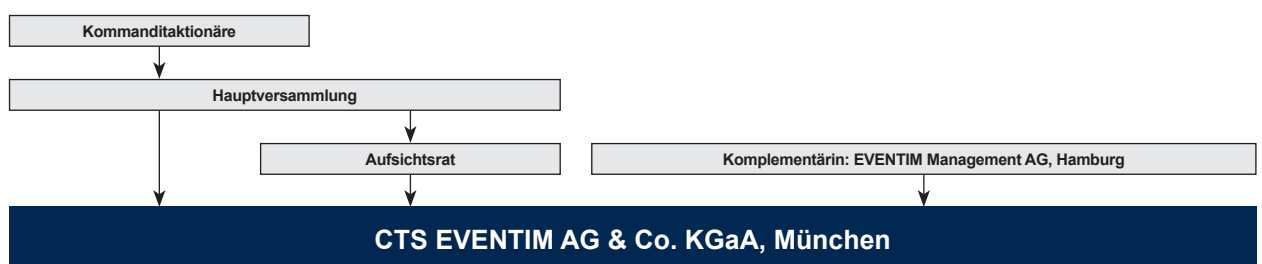 Kommanditaktionäre
Hauptversammlung
Aufsichtsrat
Komplementärin: EVENTIM Management AG, Hamburg
CTS EVENTIM AG & Co. KGaA, München